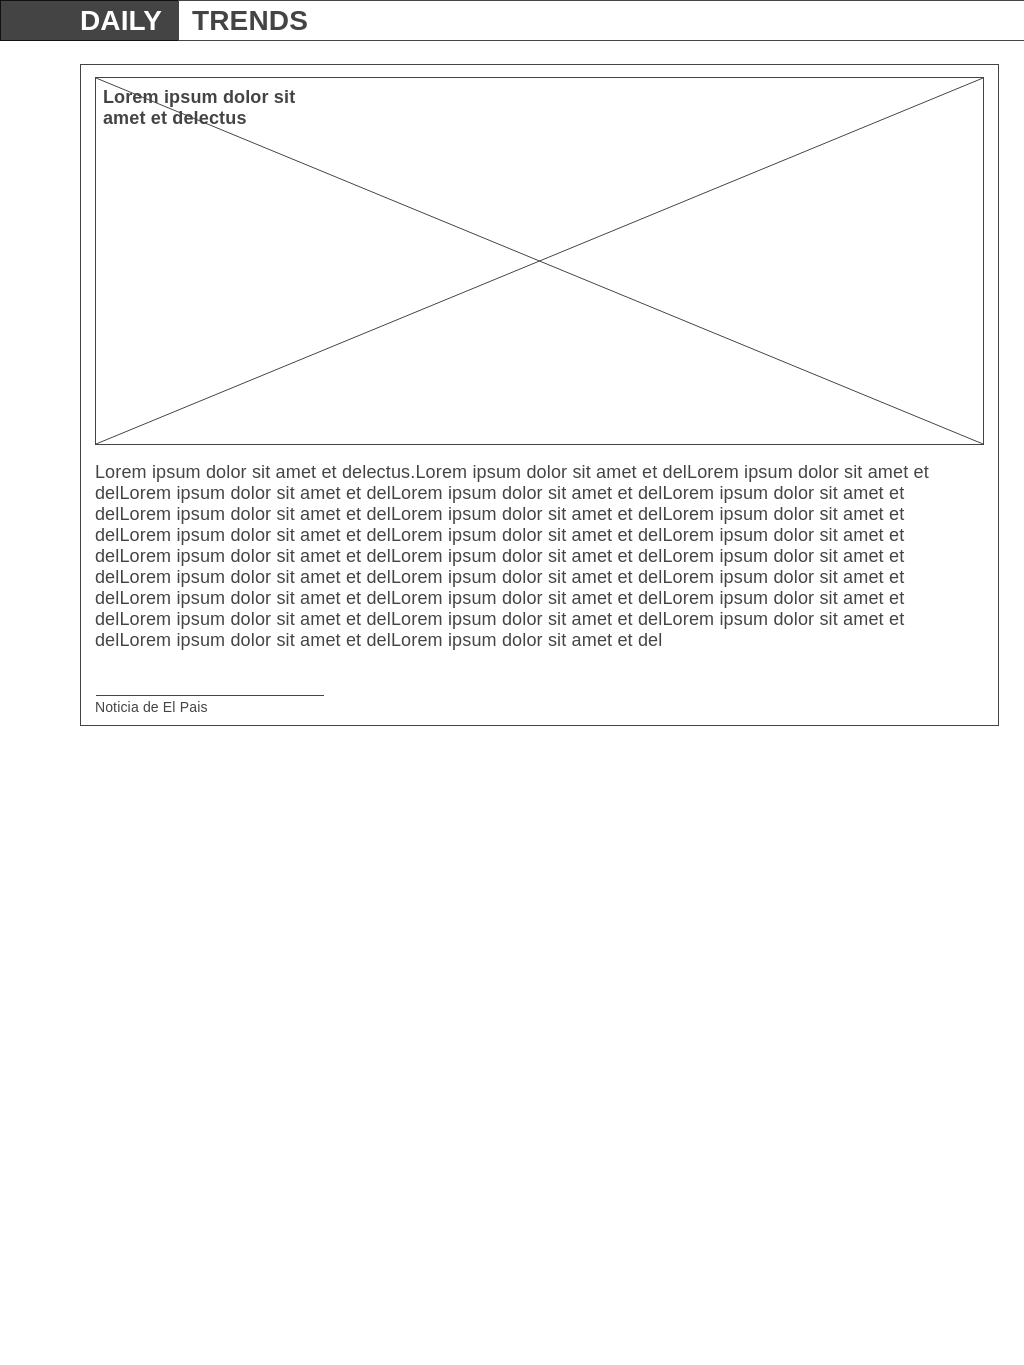 DAILY TRENDS
Lorem ipsum dolor sit
amet et delectus
Lorem ipsum dolor sit amet et delectus.Lorem ipsum dolor sit amet et delLorem ipsum dolor sit amet et
delLorem ipsum dolor sit amet et delLorem ipsum dolor sit amet et delLorem ipsum dolor sit amet et
delLorem ipsum dolor sit amet et delLorem ipsum dolor sit amet et delLorem ipsum dolor sit amet et
delLorem ipsum dolor sit amet et delLorem ipsum dolor sit amet et delLorem ipsum dolor sit amet et
delLorem ipsum dolor sit amet et delLorem ipsum dolor sit amet et delLorem ipsum dolor sit amet et
delLorem ipsum dolor sit amet et delLorem ipsum dolor sit amet et delLorem ipsum dolor sit amet et
delLorem ipsum dolor sit amet et delLorem ipsum dolor sit amet et delLorem ipsum dolor sit amet et
delLorem ipsum dolor sit amet et delLorem ipsum dolor sit amet et delLorem ipsum dolor sit amet et
delLorem ipsum dolor sit amet et delLorem ipsum dolor sit amet et del
Noticia de El Pais